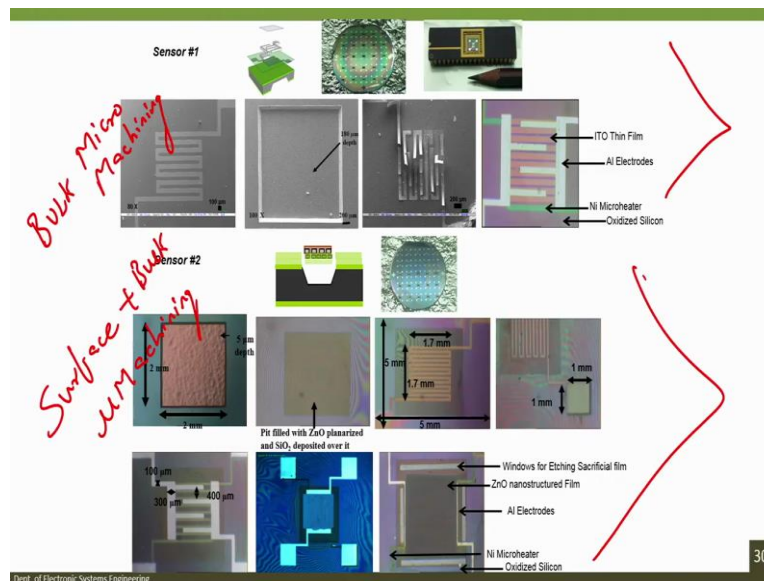 Sensor #1
Bulk Micro
Machining
80 X
100 μm
180 μm
depth
100 X
200 μm
200 μm
ITO Thin Film
Al Electrodes
Ni Microheater
Oxidized Silicon
Sensor #2
Surface + Bulk
μMachining
5 μm
depth
2 mm
2 mm
Pit filled with ZnO planarized
and SiO2 deposited over it
1.7 mm
5 mm
1.7 mm
5 mm
1 mm
1 mm
100 μm
400 μm
300 μm
Windows for Etching Sacrificial film
ZnO nanostructured Film
Al Electrodes
Ni Microheater
Oxidized Silicon
30
Dept. of Electronic Systems Engineering